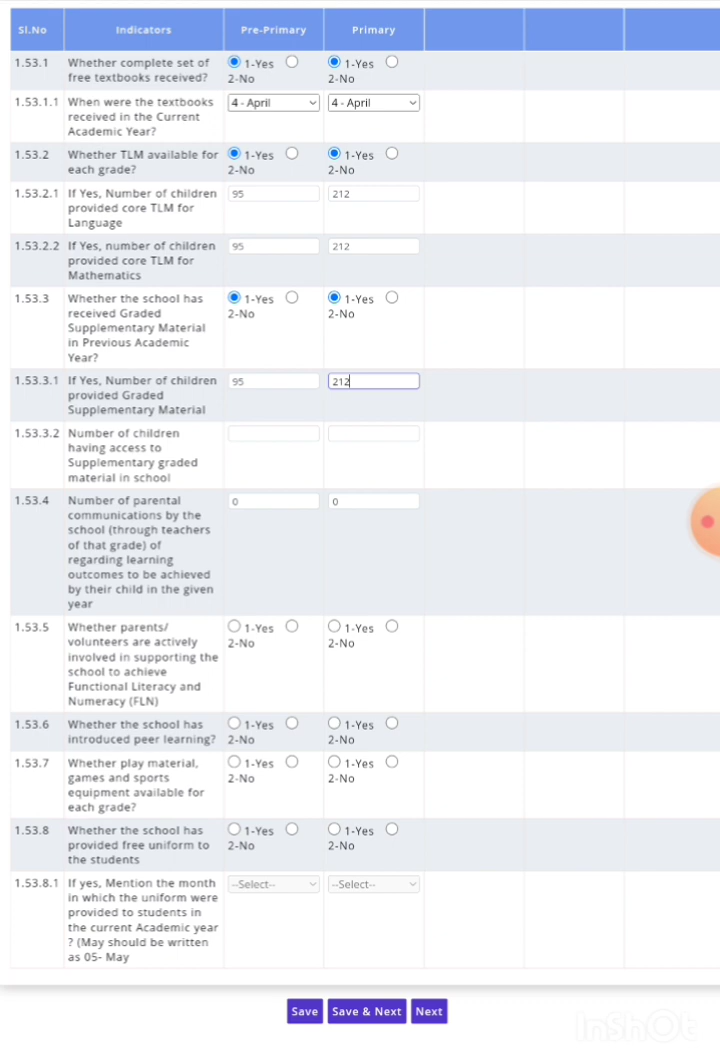 Sl.No Indicators Pre-Primary Primary
1.53.1 Whether complete set of free textbooks received? 1-Yes 2-No 1-Yes 2-No
1.53.1.1 When were the textbooks received in the Current Academic Year? 4 - April 4 - April
1.53.2 Whether TLM available for each grade? 1-Yes 2-No 1-Yes 2-No
1.53.2.1 If Yes, Number of children provided core TLM for Language 95 212
1.53.2.2 If Yes, number of children provided core TLM for Mathematics 95 212
1.53.3 Whether the school has received Graded Supplementary Material in Previous Academic Year? 1-Yes 2-No 1-Yes 2-No
1.53.3.1 If Yes, Number of children provided Graded Supplementary Material 95 212
1.53.3.2 Number of children having access to Supplementary graded material in school
1.53.4 Number of parental communications by the school (through teachers of that grade) of regarding learning outcomes to be achieved by their child in the given year 0 0
1.53.5 Whether parents/ volunteers are actively involved in supporting the school to achieve Functional Literacy and Numeracy (FLN) 1-Yes 2-No 1-Yes 2-No
1.53.6 Whether the school has introduced peer learning? 1-Yes 2-No 1-Yes 2-No
1.53.7 Whether play material, games and sports equipment available for each grade? 1-Yes 2-No 1-Yes 2-No
1.53.8 Whether the school has provided free uniform to the students 1-Yes 2-No 1-Yes 2-No
1.53.8.1 If yes, Mention the month in which the uniform were provided to students in the current Academic year ? (May should be written as 05- May --Select-- --Select--
Save Save & Next Next
InShOt